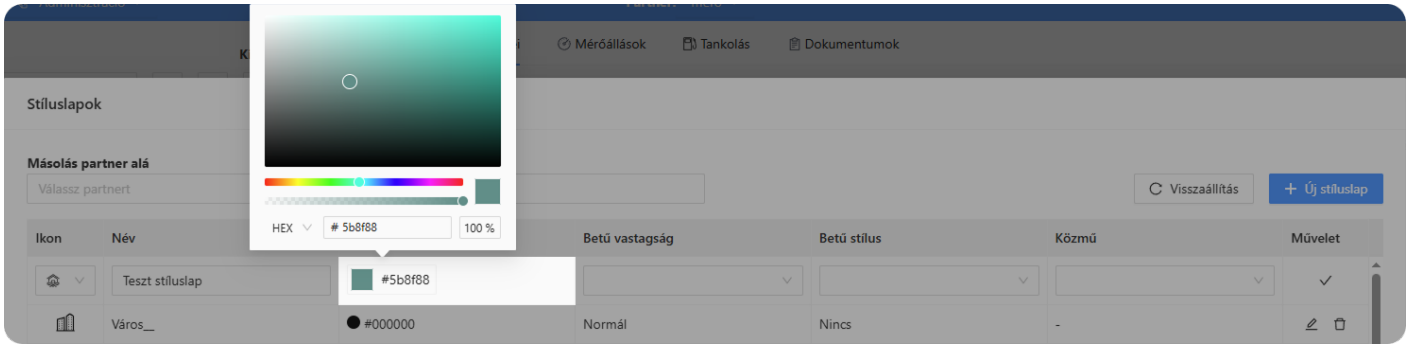 Mérőállások Tankolás Dokumentumok
Stíluslapok
Másolás partner alá
Válassz partnert
Visszaállítás + Új stíluslap
HEX # 5b8f88 100 %
Ikon Név Betű vastagság Betű stílus Közmű Művelet
Teszt stíluslap #5b8f88
Város__ #000000 Normál Nincs -